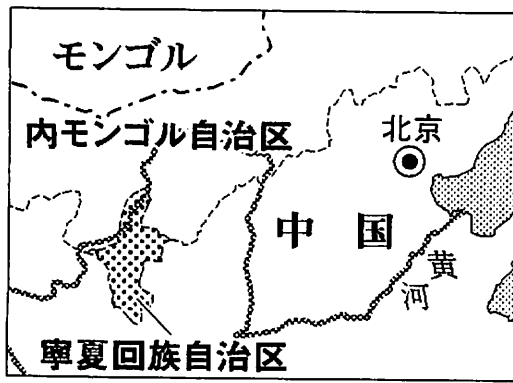 モンゴル
内モンゴル自治区
北京
中国
黄河
寧夏回族自治区